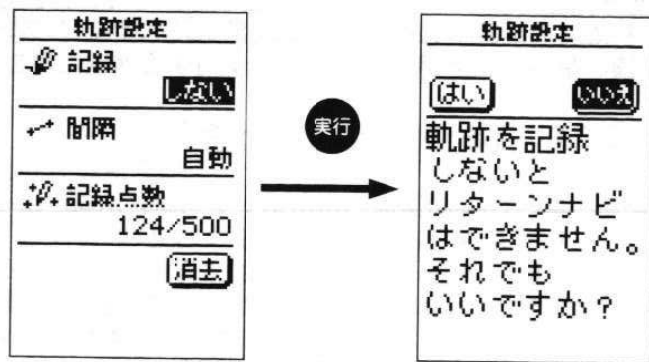 軌跡設定
記録
しない
間隔
自動
記録点数
124/500
消去
実行
軌跡設定
はい いいえ
軌跡を記録
しないと
リターンナビ
はできません。
それでも
いいですか？